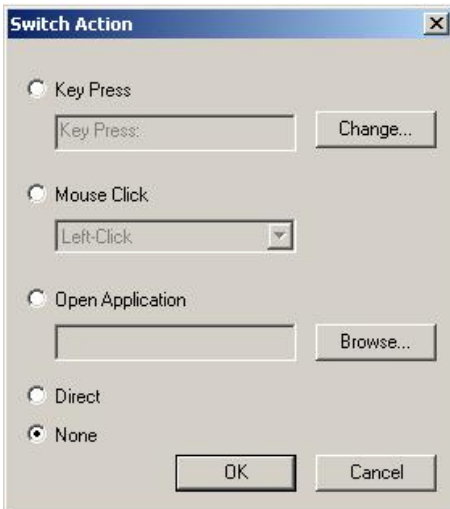 Switch Action
Key Press
Key Press:
Change...
Mouse Click
Left-Click
Open Application
Browse...
Direct
None
OK
Cancel